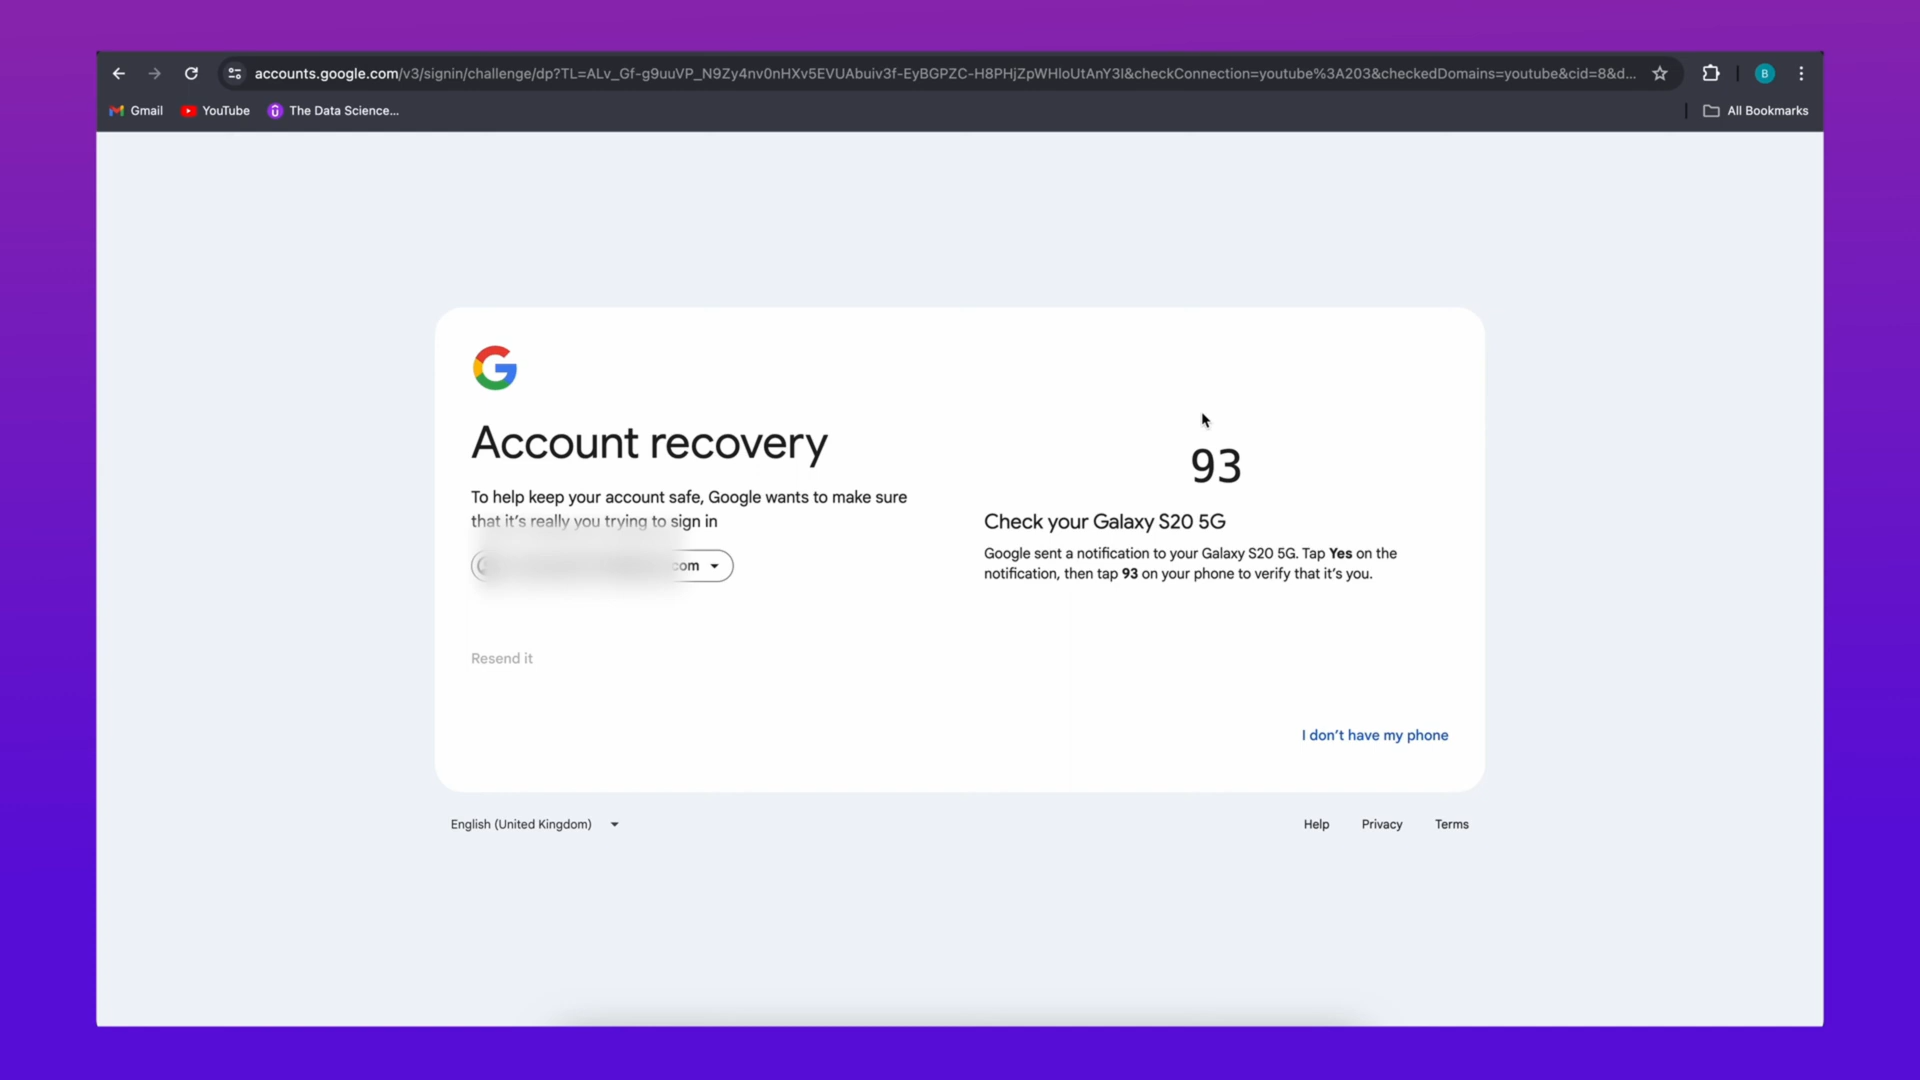 accounts.google.com/v3/signin/challenge/dp?TL=ALv_Gf-g9uuVP_N9Zy4nv0nHXv5EVUAbuiv3f-EyBGPZC-H8PHjZpWHloUtAnY3I&checkConnection=youtube%3A203&checkedDomains=youtube&cid=8&d...
B
Gmail
YouTube
The Data Science...
All Bookmarks
Account recovery
To help keep your account safe, Google wants to make sure
that it's really you trying to sign in
com
Resend it
93
Check your Galaxy S20 5G
Google sent a notification to your Galaxy S20 5G. Tap Yes on the
notification, then tap 93 on your phone to verify that it's you.
I don't have my phone
English (United Kingdom)
Help
Privacy
Terms